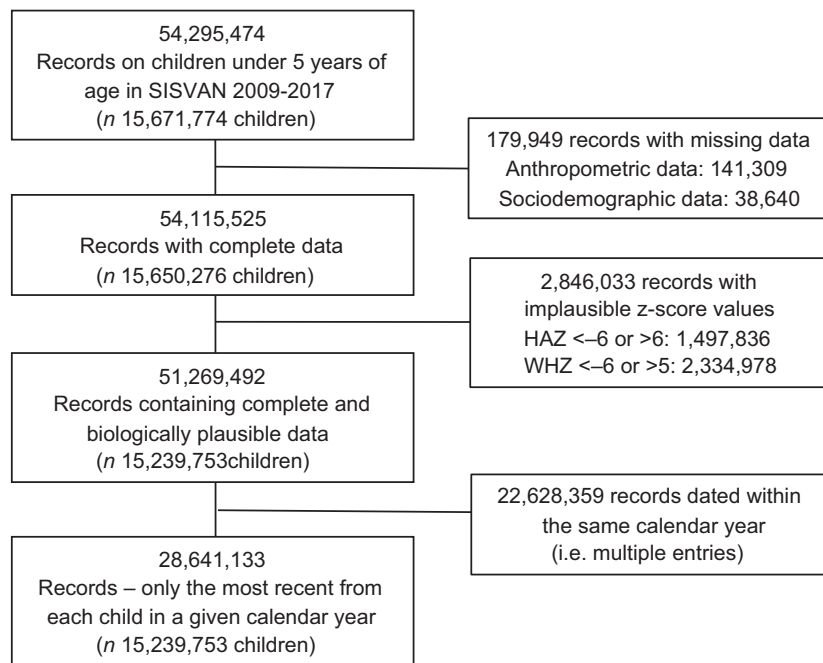 54,295,474
Records on children under 5 years of
age in SISVAN 2009-2017
(n 15,671,774 children)
179,949 records with missing data
Anthropometric data: 141,309
Sociodemographic data: 38,640
54,115,525
Records with complete data
(n 15,650,276 children)
2,846,033 records with
implausible z-score values
HAZ <–6 or >6: 1,497,836
WHZ <–6 or >5: 2,334,978
51,269,492
Records containing complete and
biologically plausible data
(n 15,239,753children)
22,628,359 records dated within
the same calendar year
(i.e. multiple entries)
28,641,133
Records – only the most recent from
each child in a given calendar year
(n 15,239,753 children)